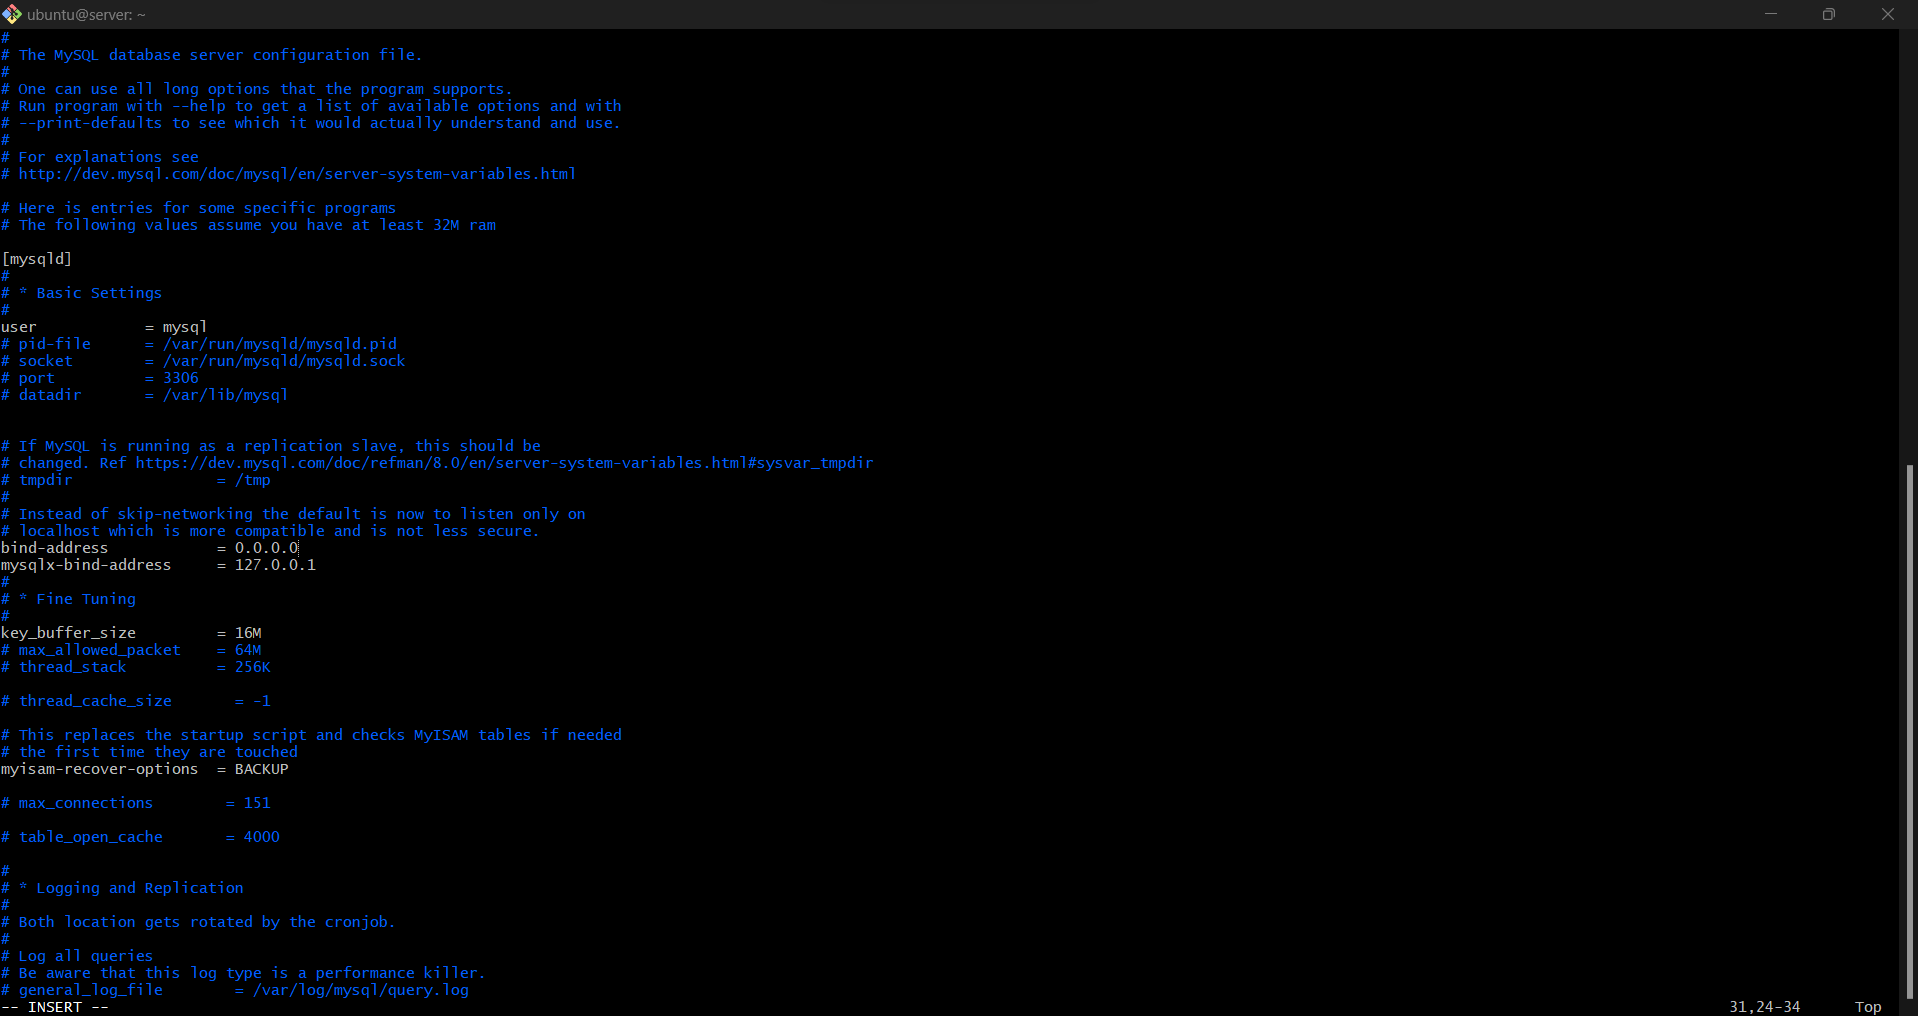 ubuntu@server: ~
#
# The MySQL database server configuration file.
#
# One can use all long options that the program supports.
# Run program with --help to get a list of available options and with
# --print-defaults to see which it would actually understand and use.
#
# For explanations see
# http://dev.mysql.com/doc/mysql/en/server-system-variables.html

# Here is entries for some specific programs
# The following values assume you have at least 32M ram

[mysqld]
#
# * Basic Settings
#
user            = mysql
# pid-file      = /var/run/mysqld/mysqld.pid
# socket        = /var/run/mysqld/mysqld.sock
# port          = 3306
# datadir       = /var/lib/mysql


# If MySQL is running as a replication slave, this should be
# changed. Ref https://dev.mysql.com/doc/refman/8.0/en/server-system-variables.html#sysvar_tmpdir
# tmpdir                = /tmp
#
# Instead of skip-networking the default is now to listen only on
# localhost which is more compatible and is not less secure.
bind-address            = 0.0.0.0
mysqlx-bind-address     = 127.0.0.1
#
# * Fine Tuning
#
key_buffer_size         = 16M
# max_allowed_packet    = 64M
# thread_stack          = 256K

# thread_cache_size       = -1

# This replaces the startup script and checks MyISAM tables if needed
# the first time they are touched
myisam-recover-options  = BACKUP

# max_connections        = 151

# table_open_cache       = 4000

#
# * Logging and Replication
#
# Both location gets rotated by the cronjob.
#
# Log all queries
# Be aware that this log type is a performance killer.
# general_log_file        = /var/log/mysql/query.log
-- INSERT -- 31,24-34 Top